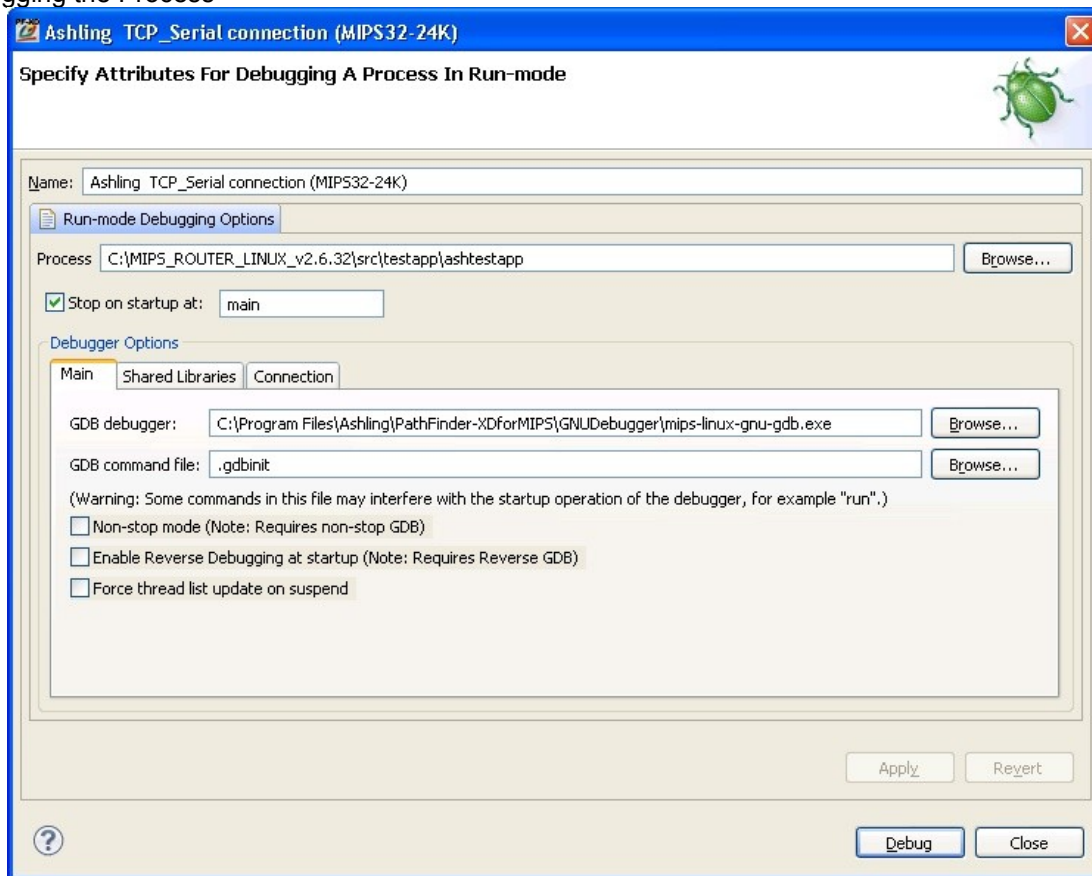 gging the Process
Ashling TCP_Serial connection (MIPS32-24K)
Specify Attributes For Debugging A Process In Run-mode
Name: Ashling TCP_Serial connection (MIPS32-24K)
Run-mode Debugging Options
Process C:\MIPS_ROUTER_LINUX_v2.6.32\src\testapp\ashtestapp Browse...
Stop on startup at: main
Debugger Options
Main Shared Libraries Connection
GDB debugger: C:\Program Files\Ashling\PathFinder-XDforMIPS\GNUDebugger\mips-linux-gnu-gdb.exe Browse...
GDB command file: .gdbinit Browse...
(Warning: Some commands in this file may interfere with the startup operation of the debugger, for example "run".)
Non-stop mode (Note: Requires non-stop GDB)
Enable Reverse Debugging at startup (Note: Requires Reverse GDB)
Force thread list update on suspend
Apply Revert
? Debug Close